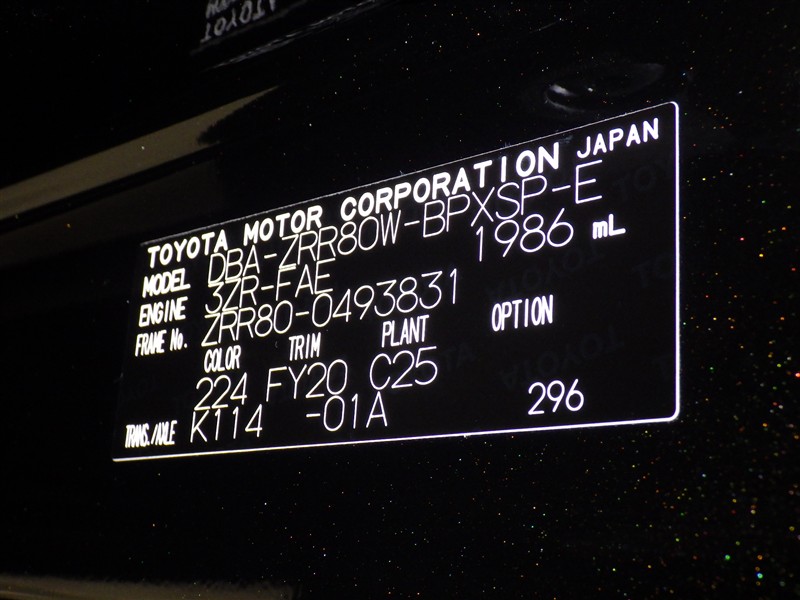 TOYOTA MOTOR CORPORATION JAPAN
MODEL DBA-ZRR80W-BPXSP-E
ENGINE 3ZR-FAE 1986 mL
FRAME No. ZRR80-0493831
COLOR TRIM PLANT OPTION
224 FY20 C25
TRANS./AXLE K114 -01A 296